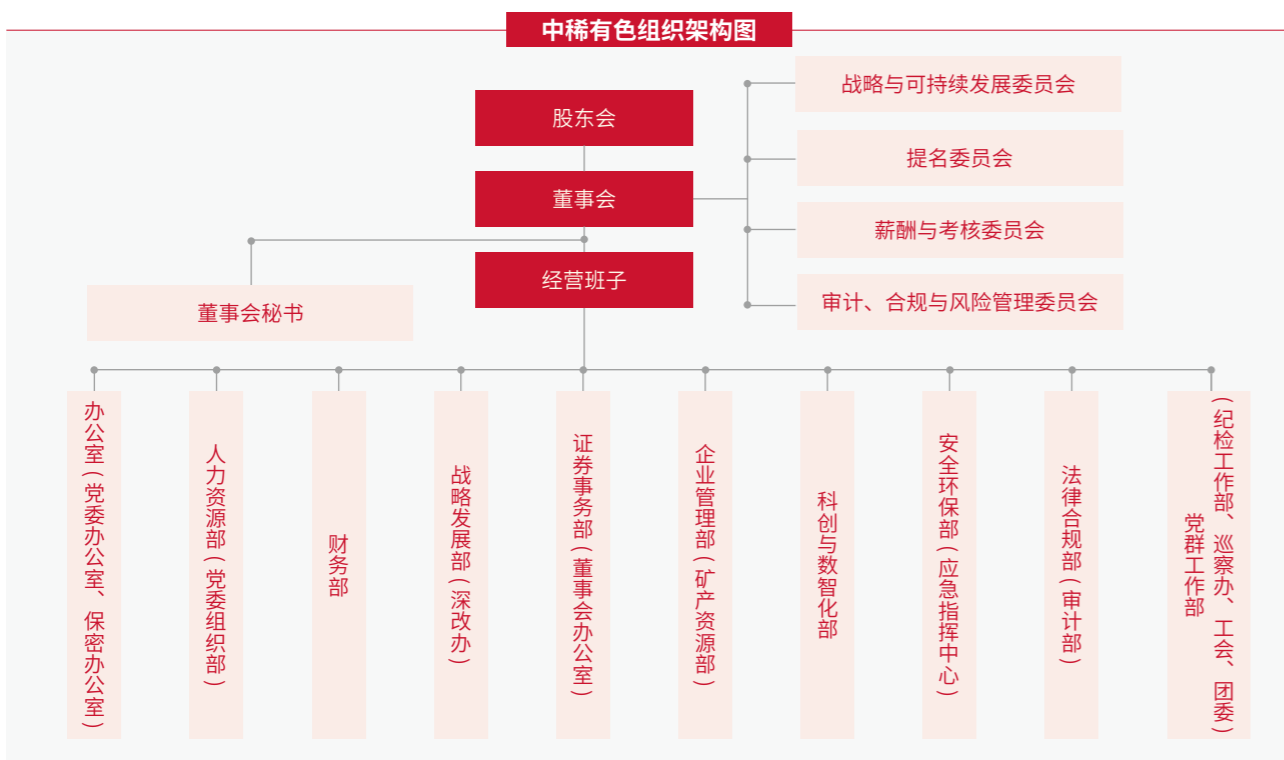 中稀有色组织架构图
股东会
董事会
经营班子
董事会秘书
战略与可持续发展委员会
提名委员会
薪酬与考核委员会
审计、合规与风险管理委员会
办公室(党委办公室、保密办公室)
人力资源部(党委组织部)
财务部
战略发展部(深改办)
证券事务部(董事会办公室)
企业管理部(矿产资源部)
科创与数智化部
安全环保部(应急指挥中心)
法律合规部(审计部)
党群工作部
(纪检工作部、巡察办、工会、团委)